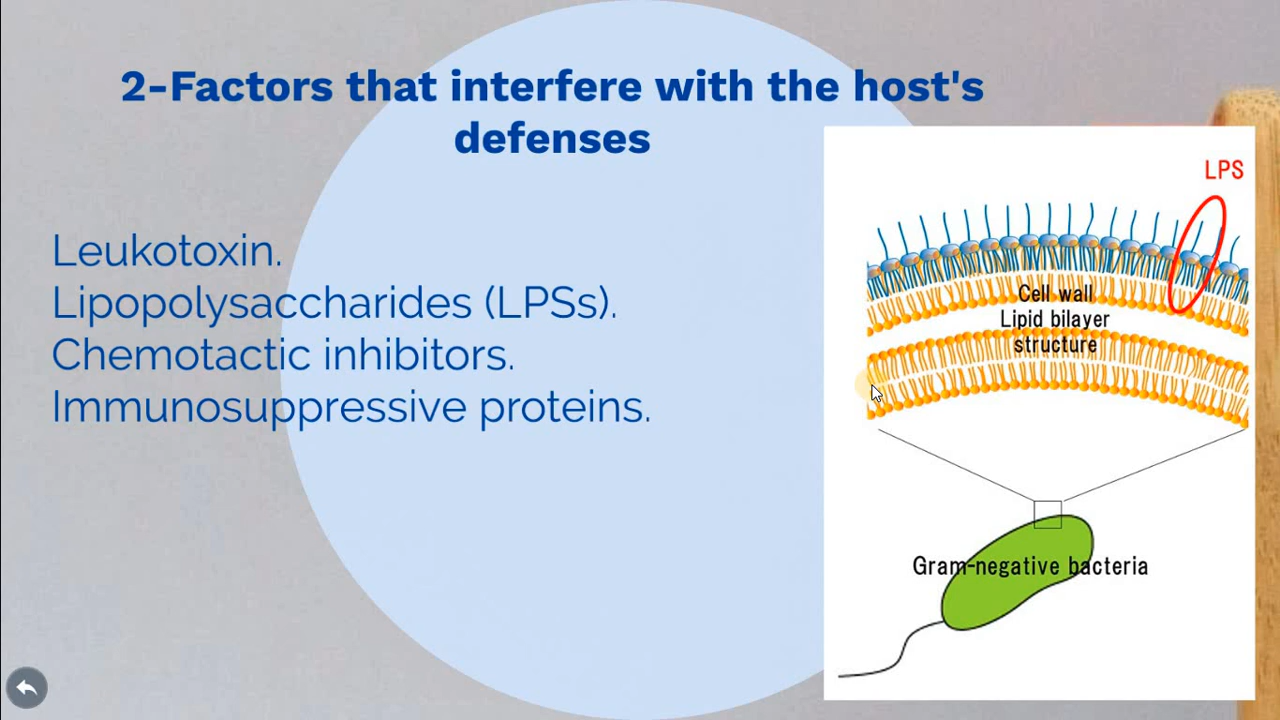 2-Factors that interfere with the host's
defenses
Leukotoxin.
Lipopolysaccharides (LPSs).
Chemotactic inhibitors.
Immunosuppressive proteins.
LPS
Cell wall
Lipid bilayer
structure
Gram-negative bacteria